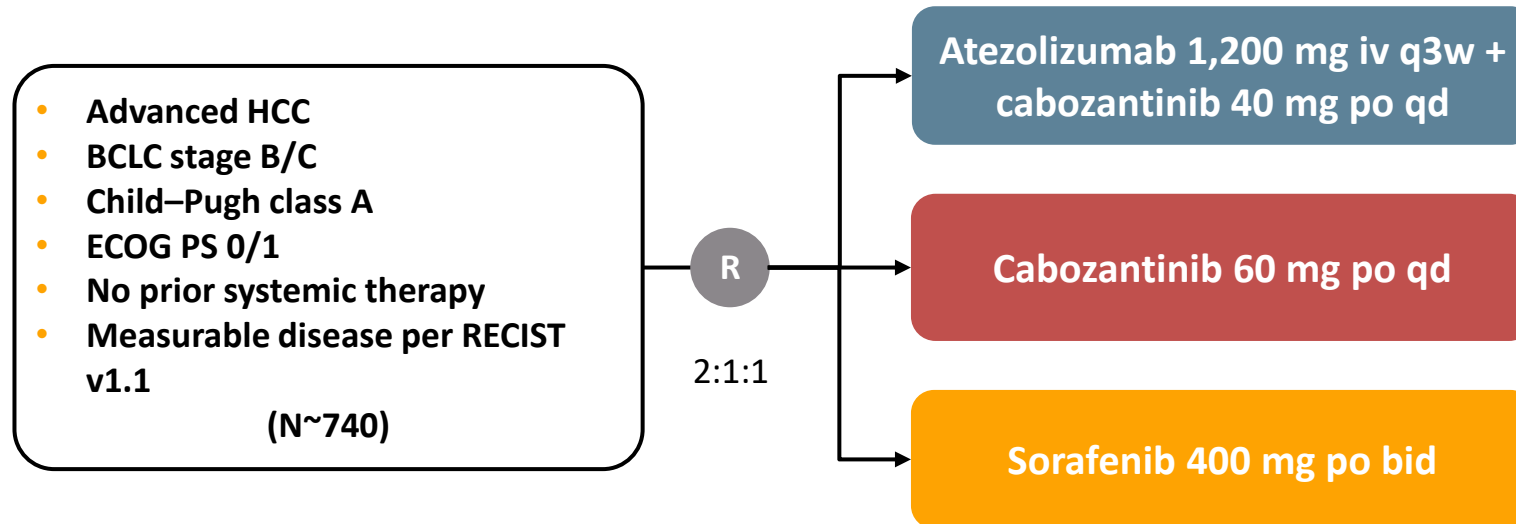 • Advanced HCC
• BCLC stage B/C
• Child–Pugh class A
• ECOG PS 0/1
• No prior systemic therapy
• Measurable disease per RECIST
v1.1
(N~740)
R
2:1:1
Atezolizumab 1,200 mg iv q3w +
cabozantinib 40 mg po qd
Cabozantinib 60 mg po qd
Sorafenib 400 mg po bid